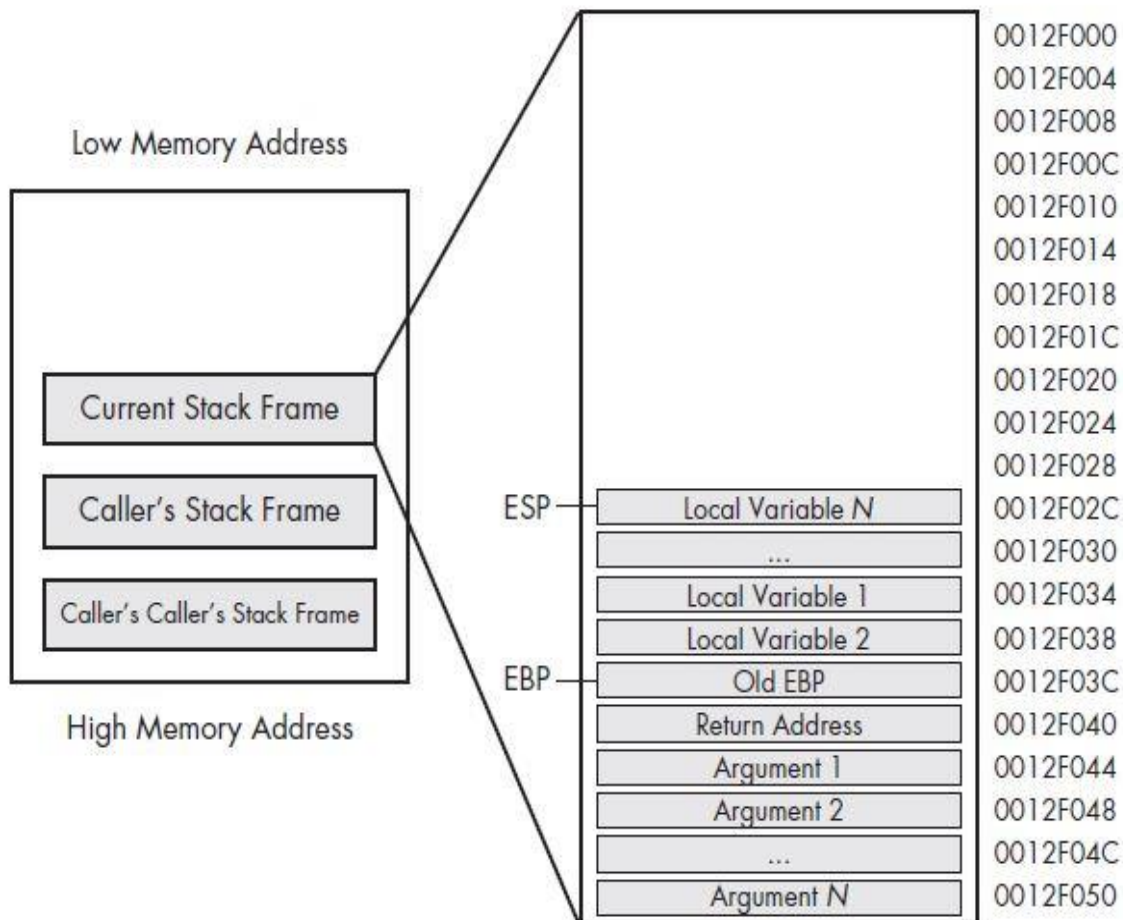 Low Memory Address
Current Stack Frame
Caller's Stack Frame
Caller's Caller's Stack Frame
High Memory Address
0012F000
0012F004
0012F008
0012F00C
0012F010
0012F014
0012F018
0012F01C
0012F020
0012F024
0012F028
ESP Local Variable N 0012F02C
... 0012F030
Local Variable 1 0012F034
Local Variable 2 0012F038
EBP Old EBP 0012F03C
Return Address 0012F040
Argument 1 0012F044
Argument 2 0012F048
... 0012F04C
Argument N 0012F050